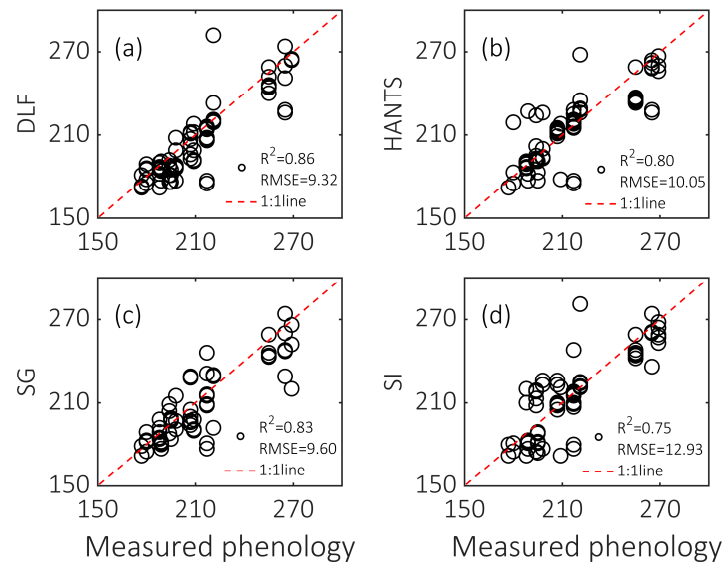 (a)
DLF
270
210
150
R²=0.86
RMSE=9.32
1:1line
150 210 270
(b)
HANTS
270
210
150
R²=0.80
RMSE=10.05
1:1line
150 210 270
(c)
SG
270
210
150
R²=0.83
RMSE=9.60
1:1line
150 210 270
Measured phenology
(d)
SI
270
210
150
R²=0.75
RMSE=12.93
1:1line
150 210 270
Measured phenology